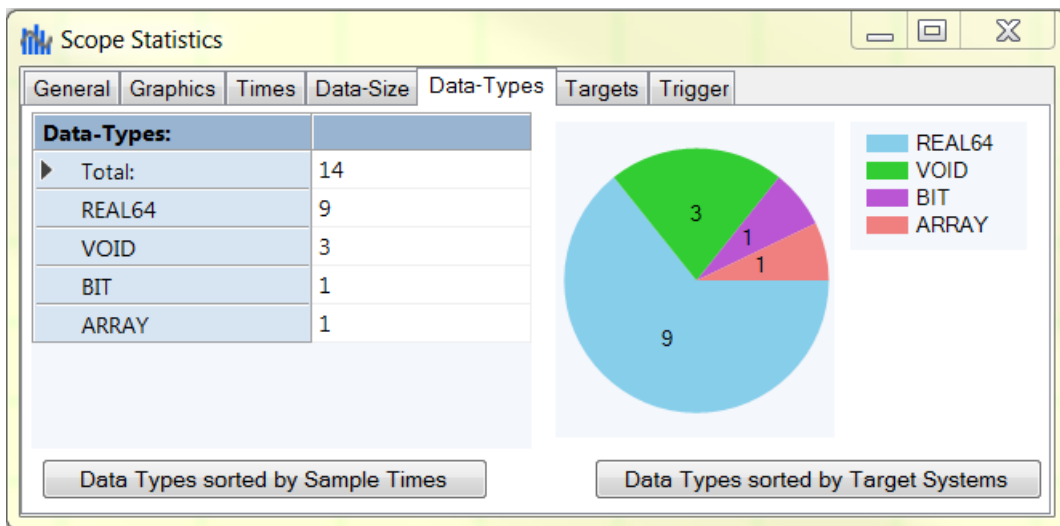 Scope Statistics
General Graphics Times Data-Size Data-Types Targets Trigger
Data-Types:
Total: 14
REAL64 9
VOID 3
BIT 1
ARRAY 1
3
1
1
9
REAL64
VOID
BIT
ARRAY
Data Types sorted by Sample Times
Data Types sorted by Target Systems